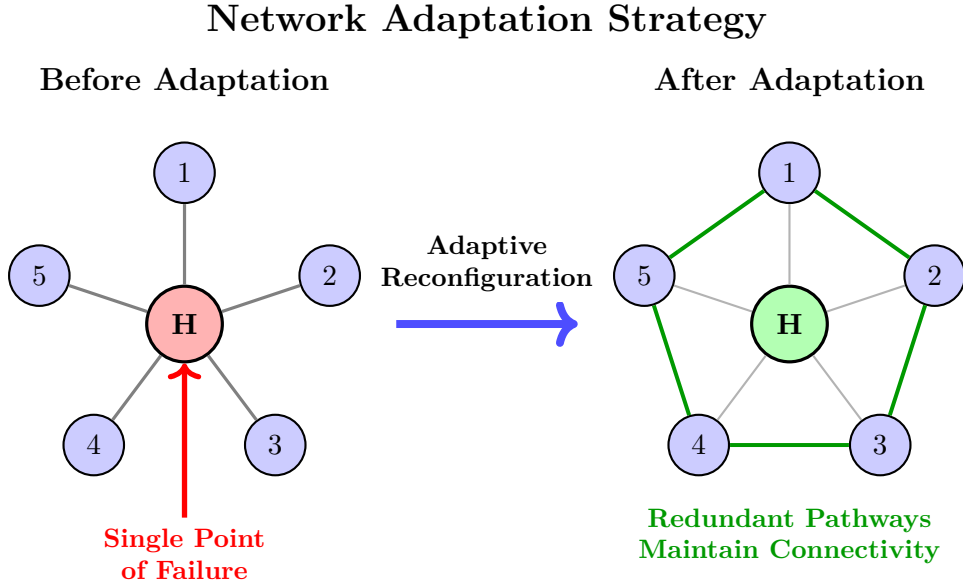 Network Adaptation Strategy
Before Adaptation
After Adaptation
1
2
3
4
5
H
Single Point
of Failure
Adaptive
Reconfiguration
1
2
3
4
5
H
Redundant Pathways
Maintain Connectivity